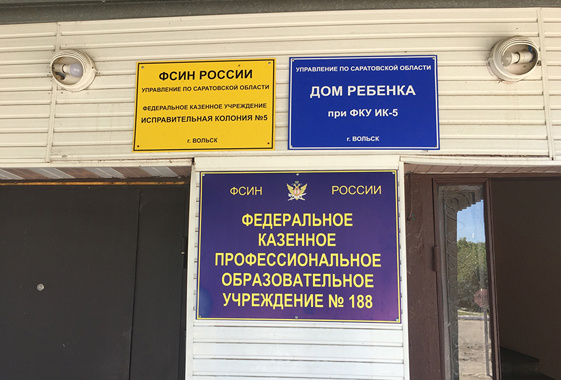 ФСИН РОССИИ
УПРАВЛЕНИЕ ПО САРАТОВСКОЙ ОБЛАСТИ
ФЕДЕРАЛЬНОЕ КАЗЕННОЕ УЧРЕЖДЕНИЕ
ИСПРАВИТЕЛЬНАЯ КОЛОНИЯ №5
г. ВОЛЬСК
УПРАВЛЕНИЕ ПО САРАТОВСКОЙ ОБЛАСТИ
ДОМ РЕБЕНКА
при ФКУ ИК-5
г. ВОЛЬСК
ФСИН РОССИИ
ФЕДЕРАЛЬНОЕ
КАЗЕННОЕ
ПРОФЕССИОНАЛЬНОЕ
ОБРАЗОВАТЕЛЬНОЕ
УЧРЕЖДЕНИЕ № 188